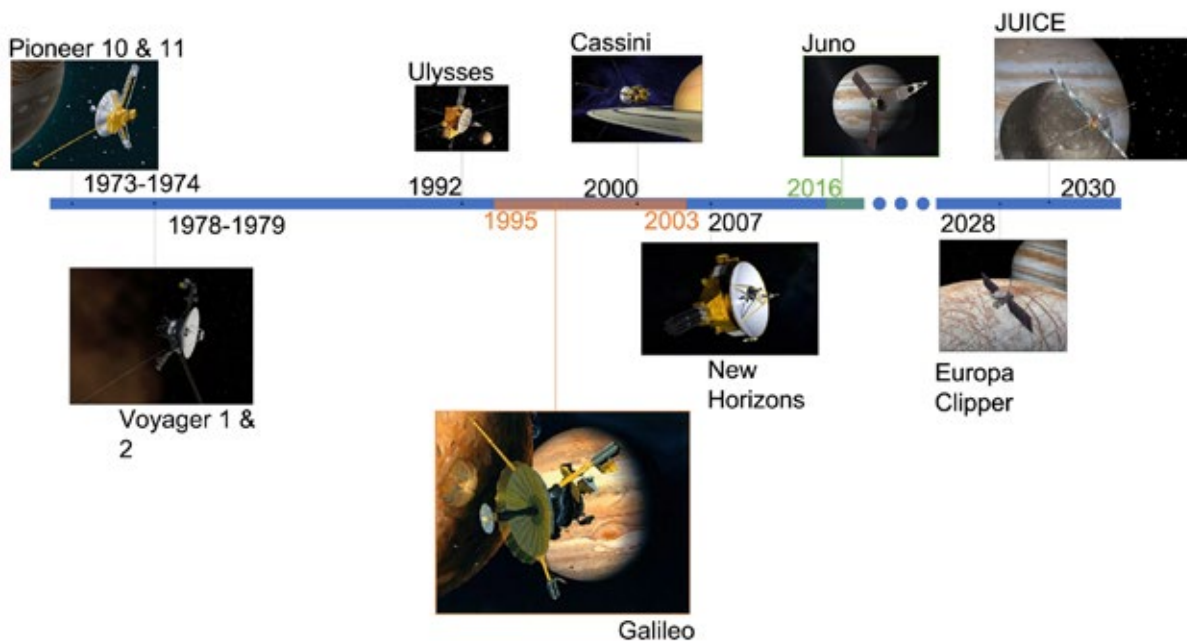 Pioneer 10 & 11
Ulysses
Cassini
Juno
JUICE
1973-1974
1992
2000
2016
2030
1978-1979
1995
2003
2007
2028
Voyager 1 &
2
New
Horizons
Europa
Clipper
Galileo